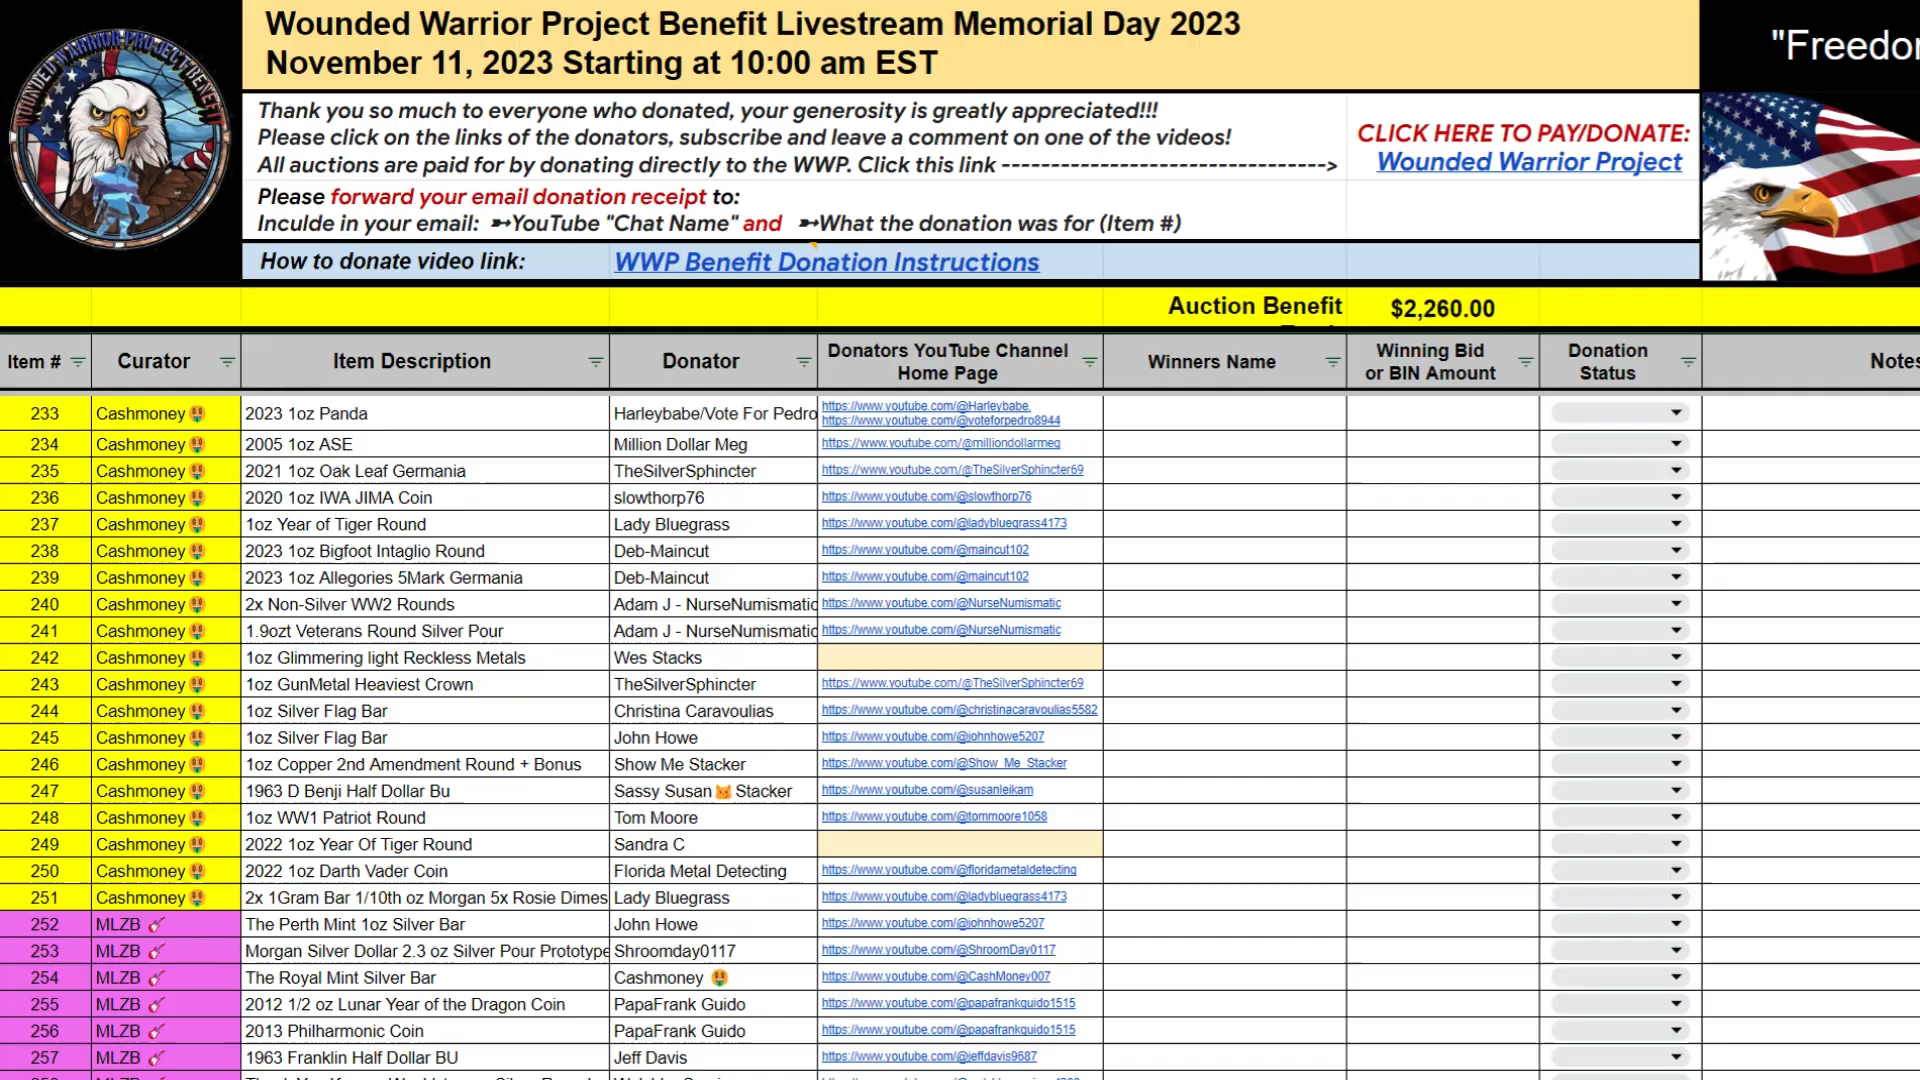 WOUNDED WARRIOR PROJECT BENEFIT
Wounded Warrior Project Benefit Livestream Memorial Day 2023
November 11, 2023 Starting at 10:00 am EST
"Freedo
Thank you so much to everyone who donated, your generosity is greatly appreciated!!!
Please click on the links of the donators, subscribe and leave a comment on one of the videos!
All auctions are paid for by donating directly to the WWP. Click this link --------------------------------->
CLICK HERE TO PAY/DONATE:
Wounded Warrior Project
Please forward your email donation receipt to:
Inculde in your email: ➼YouTube "Chat Name" and ➼What the donation was for (Item #)
How to donate video link: WWP Benefit Donation Instructions
Auction Benefit $2,260.00
Item # Curator Item Description Donator Donators YouTube Channel Home Page Winners Name Winning Bid or BIN Amount Donation Status Notes
233 Cashmoney🤑 2023 1oz Panda Harleybabe/Vote For Pedro https://www.youtube.com/@Harleybabe. https://www.youtube.com/@voteforpedro8944
234 Cashmoney🤑 2005 1oz ASE Million Dollar Meg https://www.youtube.com/@milliondollarmeg
235 Cashmoney🤑 2021 1oz Oak Leaf Germania TheSilverSphincter https://www.youtube.com/@TheSilverSphincter69
236 Cashmoney🤑 2020 1oz IWA JIMA Coin slowthorp76 https://www.youtube.com/@slowthorp76
237 Cashmoney🤑 1oz Year of Tiger Round Lady Bluegrass https://www.youtube.com/@ladybluegrass4173
238 Cashmoney🤑 2023 1oz Bigfoot Intaglio Round Deb-Maincut https://www.youtube.com/@maincut102
239 Cashmoney🤑 2023 1oz Allegories 5Mark Germania Deb-Maincut https://www.youtube.com/@maincut102
240 Cashmoney🤑 2x Non-Silver WW2 Rounds Adam J - NurseNumismatic https://www.youtube.com/@NurseNumismatic
241 Cashmoney🤑 1.9ozt Veterans Round Silver Pour Adam J - NurseNumismatic https://www.youtube.com/@NurseNumismatic
242 Cashmoney🤑 1oz Glimmering light Reckless Metals Wes Stacks
243 Cashmoney🤑 1oz GunMetal Heaviest Crown TheSilverSphincter https://www.youtube.com/@TheSilverSphincter69
244 Cashmoney🤑 1oz Silver Flag Bar Christina Caravoulias https://www.youtube.com/@christinacaravoulias5582
245 Cashmoney🤑 1oz Silver Flag Bar John Howe https://www.youtube.com/@johnhowe5207
246 Cashmoney🤑 1oz Copper 2nd Amendment Round + Bonus Show Me Stacker https://www.youtube.com/@Show_Me_Stacker
247 Cashmoney🤑 1963 D Benji Half Dollar Bu Sassy Susan😼Stacker https://www.youtube.com/@susanleikam
248 Cashmoney🤑 1oz WW1 Patriot Round Tom Moore https://www.youtube.com/@tommoore1058
249 Cashmoney🤑 2022 1oz Year Of Tiger Round Sandra C
250 Cashmoney🤑 2022 1oz Darth Vader Coin Florida Metal Detecting https://www.youtube.com/@floridametaldetecting
251 Cashmoney🤑 2x 1Gram Bar 1/10th oz Morgan 5x Rosie Dimes Lady Bluegrass https://www.youtube.com/@ladybluegrass4173
252 MLZB 🎸 The Perth Mint 1oz Silver Bar John Howe https://www.youtube.com/@johnhowe5207
253 MLZB 🎸 Morgan Silver Dollar 2.3 oz Silver Pour Prototype Shroomday0117 https://www.youtube.com/@ShroomDay0117
254 MLZB 🎸 The Royal Mint Silver Bar Cashmoney 🤑 https://www.youtube.com/@CashMoney007
255 MLZB 🎸 2012 1/2 oz Lunar Year of the Dragon Coin PapaFrank Guido https://www.youtube.com/@papafrankguido1515
256 MLZB 🎸 2013 Philharmonic Coin PapaFrank Guido https://www.youtube.com/@papafrankguido1515
257 MLZB 🎸 1963 Franklin Half Dollar BU Jeff Davis https://www.youtube.com/@jeffdavis9687